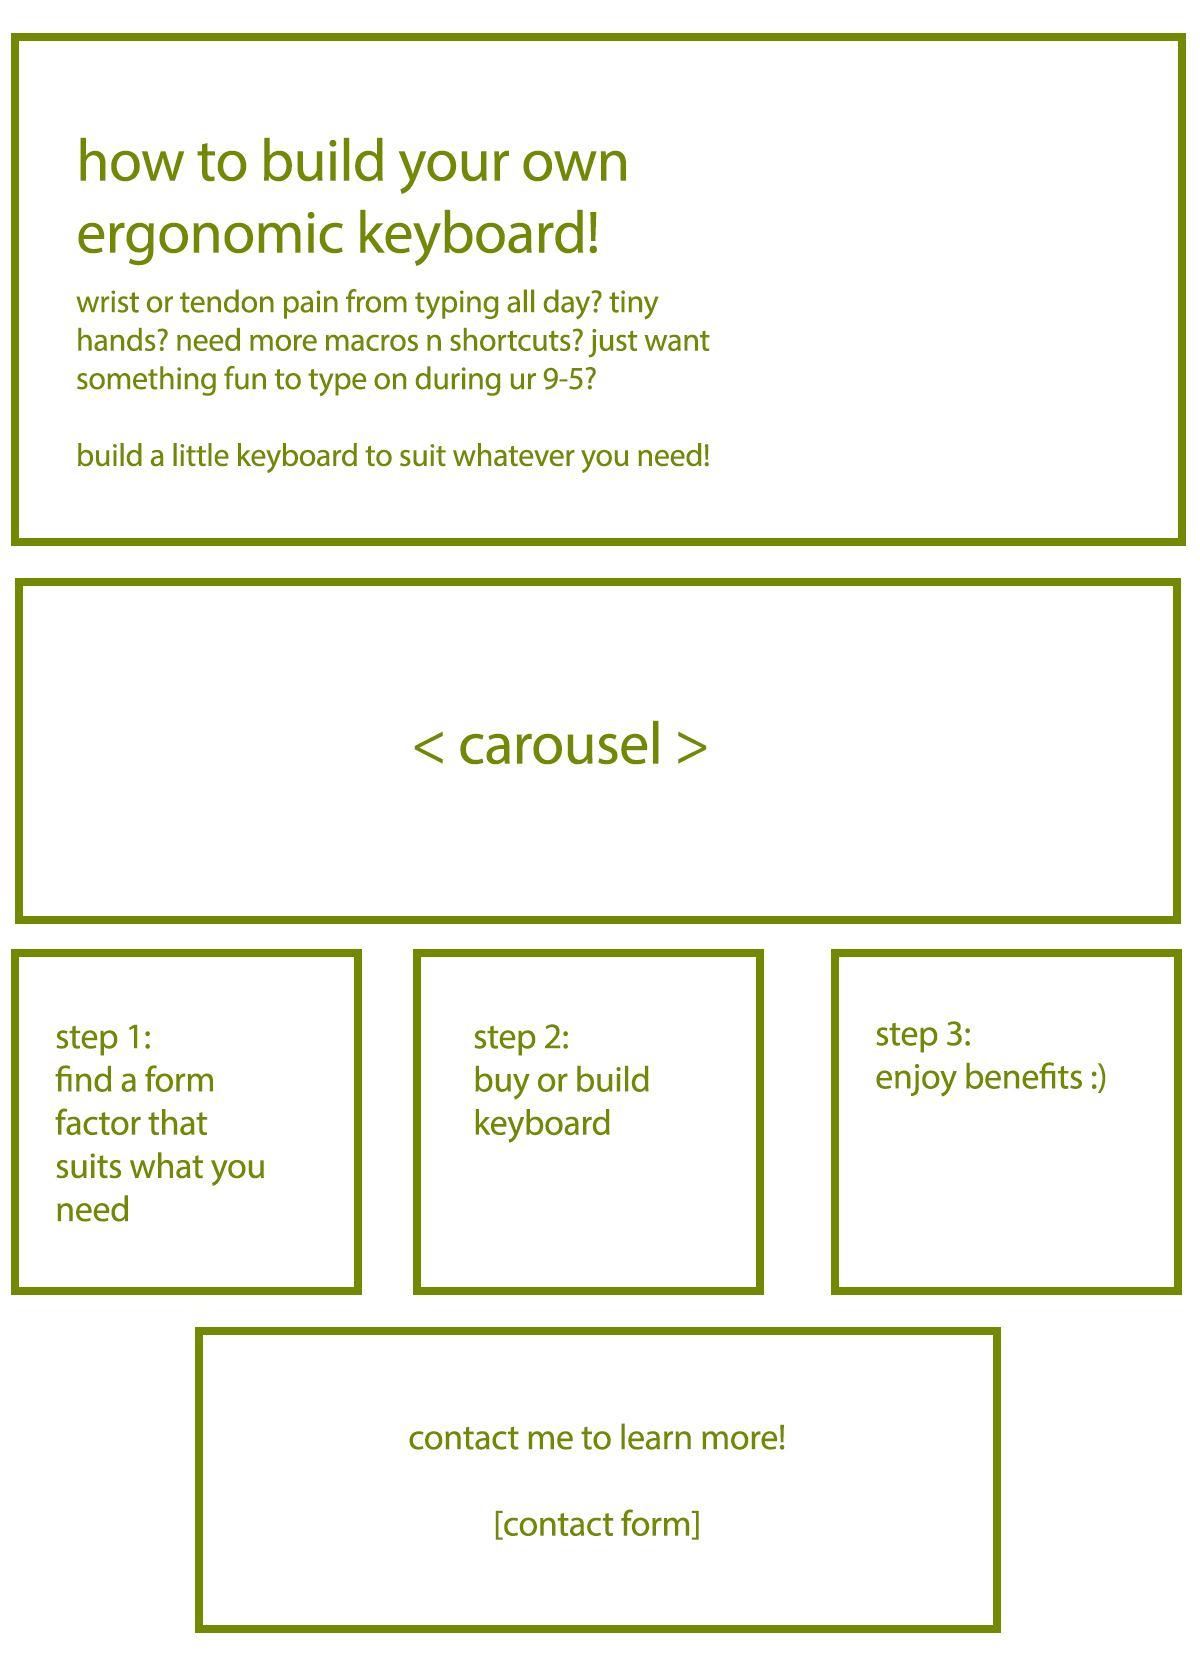 how to build your own
ergonomic keyboard!
wrist or tendon pain from typing all day? tiny
hands? need more macros n shortcuts? just want
something fun to type on during ur 9-5?
build a little keyboard to suit whatever you need!
< carousel >
step 1:
find a form
factor that
suits what you
need
step 2:
buy or build
keyboard
step 3:
enjoy benefits :)
contact me to learn more!
[contact form]